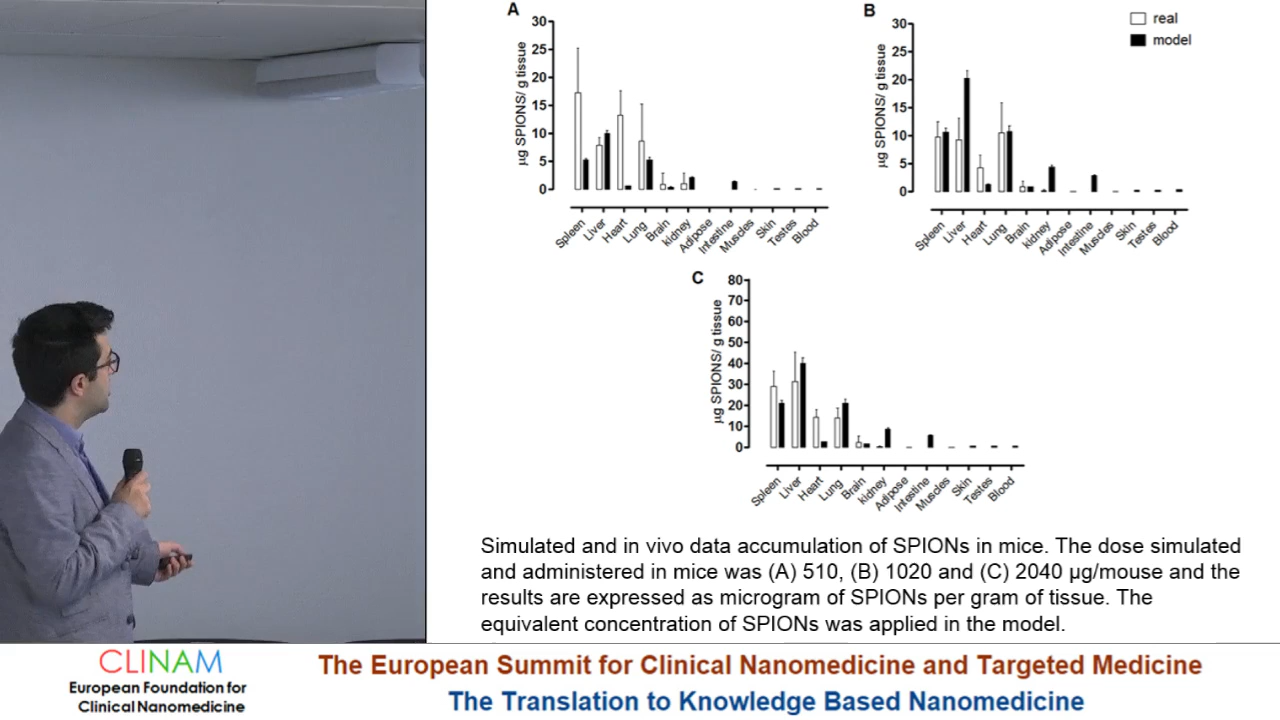 A
30
25
20
15
10
5
0
µg SPIONS/ g tissue
Spleen
Liver
Heart
Lung
Brain
kidney
Adipose
Intestine
Muscles
Skin
Testes
Blood
B
30
25
20
15
10
5
0
µg SPIONS/ g tissue
Spleen
Liver
Heart
Lung
Brain
kidney
Adipose
Intestine
Muscles
Skin
Testes
Blood
real
model
C
80
70
60
50
40
30
20
10
0
µg SPIONS/ g tissue
Spleen
Liver
Heart
Lung
Brain
kidney
Adipose
Intestine
Muscles
Skin
Testes
Blood
Simulated and in vivo data accumulation of SPIONs in mice. The dose simulated
and administered in mice was (A) 510, (B) 1020 and (C) 2040 µg/mouse and the
results are expressed as microgram of SPIONs per gram of tissue. The
equivalent concentration of SPIONs was applied in the model.
CLINAM
European Foundation for
Clinical Nanomedicine
The European Summit for Clinical Nanomedicine and Targeted Medicine
The Translation to Knowledge Based Nanomedicine